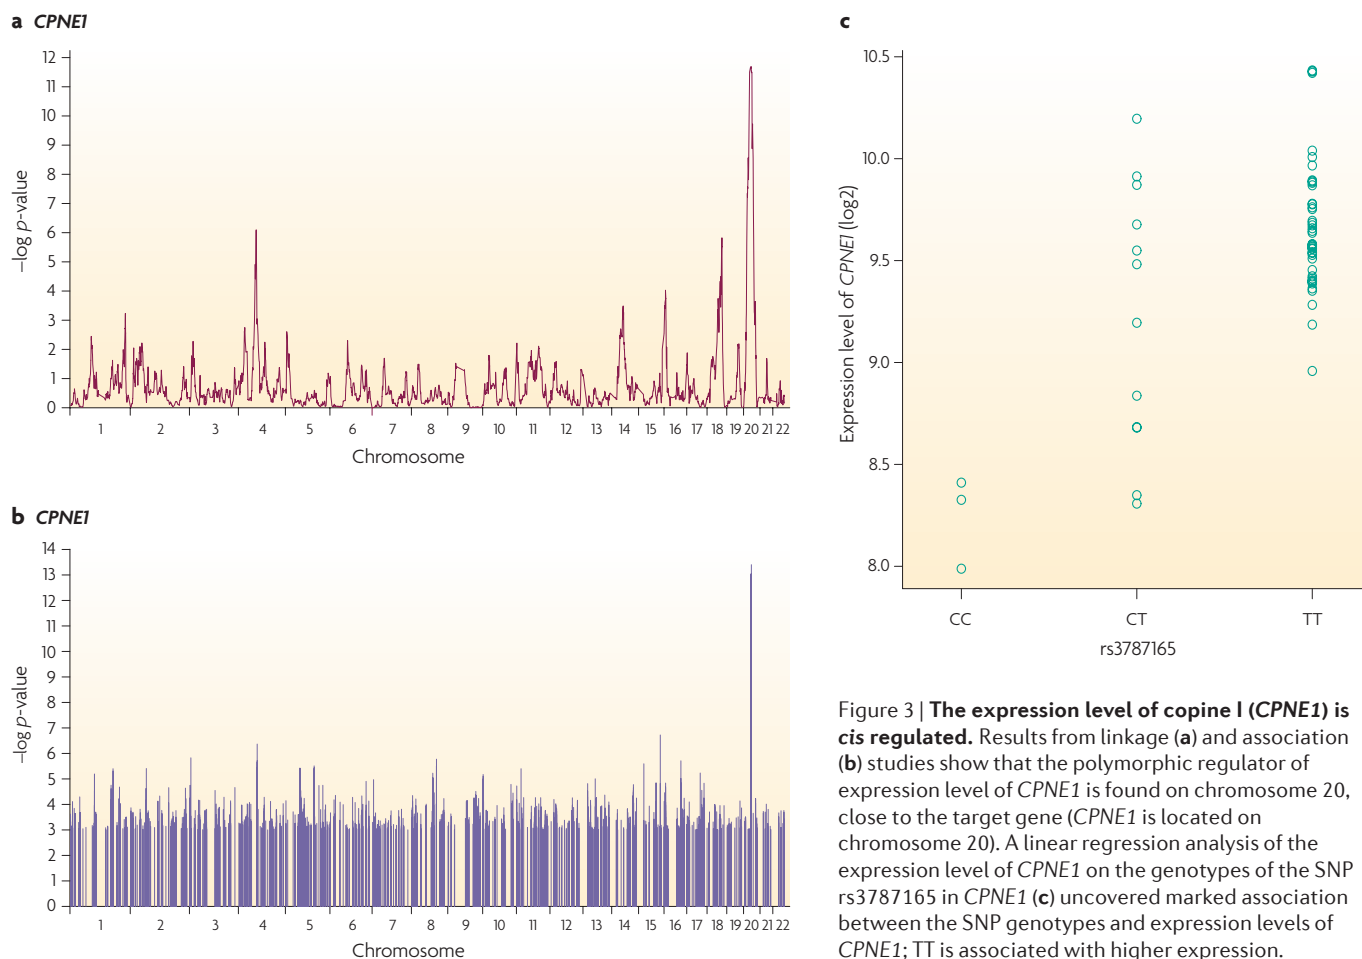 a CPNE1
12
11
10
9
8
7
6
5
4
3
2
1
0
–log p-value
1 2 3 4 5 6 7 8 9 10 11 12 13 14 15 16 17 18 19 20 21 22
Chromosome
b CPNE1
14
13
12
11
10
9
8
7
6
5
4
3
2
1
0
–log p-value
1 2 3 4 5 6 7 8 9 10 11 12 13 14 15 16 17 18 19 20 21 22
Chromosome
c
10.5
10.0
9.5
9.0
8.5
8.0
Expression level of CPNE1 (log2)
CC CT TT
rs3787165
Figure 3 | The expression level of copine I (CPNE1) is
cis regulated. Results from linkage (a) and association
(b) studies show that the polymorphic regulator of
expression level of CPNE1 is found on chromosome 20,
close to the target gene (CPNE1 is located on
chromosome 20). A linear regression analysis of the
expression level of CPNE1 on the genotypes of the SNP
rs3787165 in CPNE1 (c) uncovered marked association
between the SNP genotypes and expression levels of
CPNE1; TT is associated with higher expression.